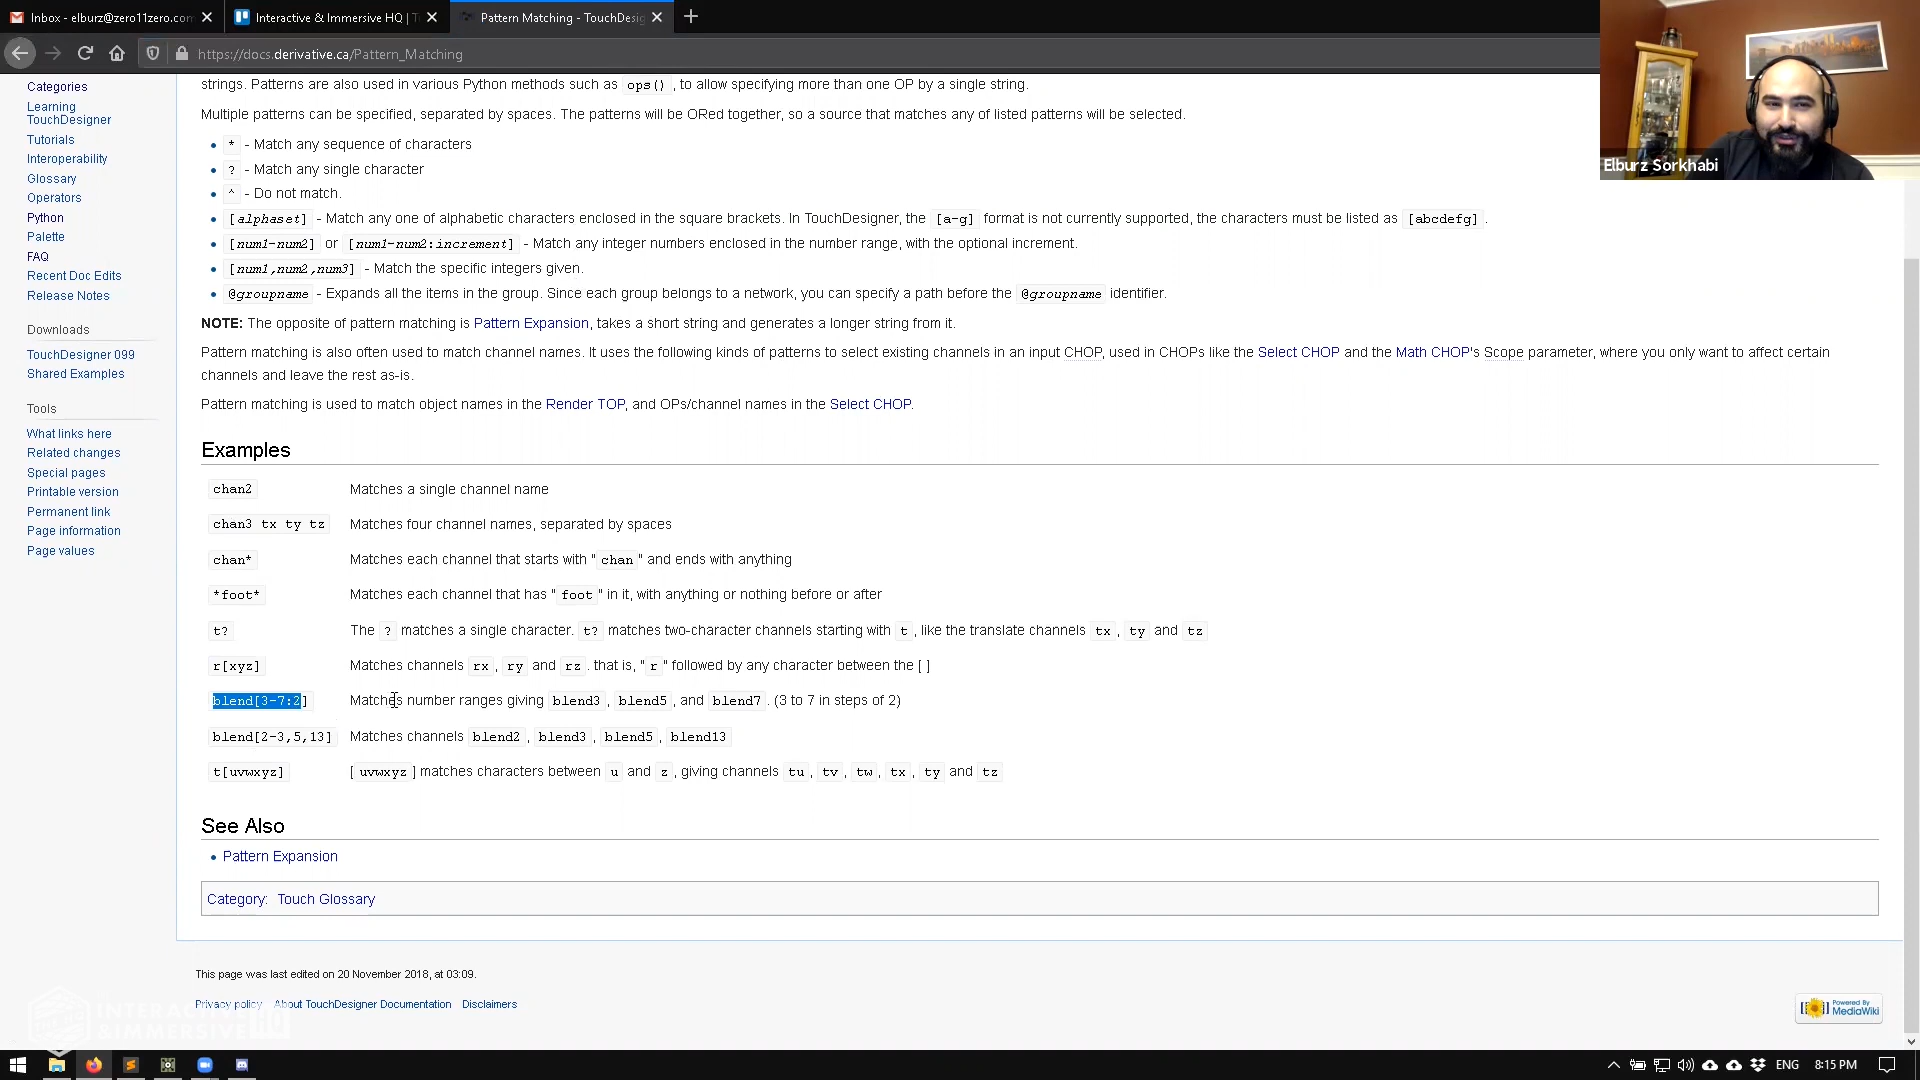 Inbox - elburz@zero11zero.com
Interactive & Immersive HQ | T
Pattern Matching - TouchDesig
https://docs.derivative.ca/Pattern_Matching
Elburz Sorkhabi
Categories
Learning
TouchDesigner
Tutorials
Interoperability
Glossary
Operators
Python
Palette
FAQ
Recent Doc Edits
Release Notes
Downloads
TouchDesigner 099
Shared Examples
Tools
What links here
Related changes
Special pages
Printable version
Permanent link
Page information
Page values
strings. Patterns are also used in various Python methods such as ops() , to allow specifying more than one OP by a single string.
Multiple patterns can be specified, separated by spaces. The patterns will be ORed together, so a source that matches any of listed patterns will be selected.
* - Match any sequence of characters
? - Match any single character
^ - Do not match.
[alphaset] - Match any one of alphabetic characters enclosed in the square brackets. In TouchDesigner, the [a-g] format is not currently supported, the characters must be listed as [abcdefg] .
[num1-num2] or [num1-num2:increment] - Match any integer numbers enclosed in the number range, with the optional increment.
[num1,num2,num3] - Match the specific integers given.
@groupname - Expands all the items in the group. Since each group belongs to a network, you can specify a path before the @groupname identifier.
NOTE: The opposite of pattern matching is Pattern Expansion, takes a short string and generates a longer string from it.
Pattern matching is also often used to match channel names. It uses the following kinds of patterns to select existing channels in an input CHOP, used in CHOPs like the Select CHOP and the Math CHOP's Scope parameter, where you only want to affect certain
channels and leave the rest as-is.
Pattern matching is used to match object names in the Render TOP, and OPs/channel names in the Select CHOP.
Examples
chan2 Matches a single channel name
chan3 tx ty tz Matches four channel names, separated by spaces
chan* Matches each channel that starts with " chan " and ends with anything
*foot* Matches each channel that has " foot " in it, with anything or nothing before or after
t? The ? matches a single character. t? matches two-character channels starting with t , like the translate channels tx , ty and tz
r[xyz] Matches channels rx , ry and rz . that is, " r " followed by any character between the [ ]
blend[3-7:2] Matches number ranges giving blend3 , blend5 , and blend7 . (3 to 7 in steps of 2)
blend[2-3,5,13] Matches channels blend2 , blend3 , blend5 , blend13
t[uvwxyz] [ uvwxyz ] matches characters between u and z , giving channels tu , tv , tw , tx , ty and tz
See Also
Pattern Expansion
Category: Touch Glossary
This page was last edited on 20 November 2018, at 03:09.
Privacy policy About TouchDesigner Documentation Disclaimers
INTERACTIVE
& IMMERSIVE HQ
Powered By
MediaWiki
ENG 8:15 PM